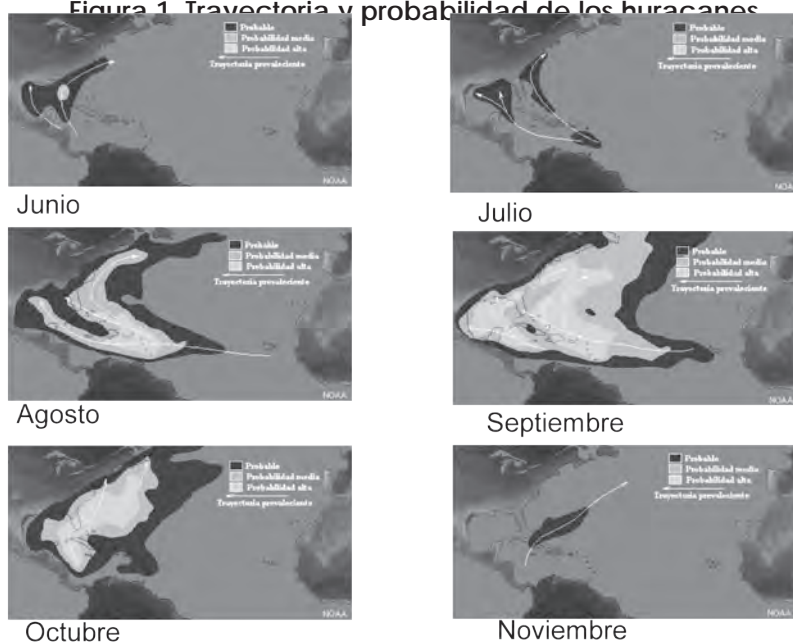 Figura 1. Trayectoria y probabilidad de los huracanes
Probable
Probabilidad media
Probabilidad alta
Trayectoria prevaleciente
NOAA
Junio
Probable
Probabilidad media
Probabilidad alta
Trayectoria prevaleciente
NOAA
Julio
Probable
Probabilidad media
Probabilidad alta
Trayectoria prevaleciente
NOAA
Agosto
Probable
Probabilidad media
Probabilidad alta
Trayectoria prevaleciente
NOAA
Septiembre
Probable
Probabilidad media
Probabilidad alta
Trayectoria prevaleciente
NOAA
Octubre
Probable
Probabilidad media
Probabilidad alta
Trayectoria prevaleciente
NOAA
Noviembre